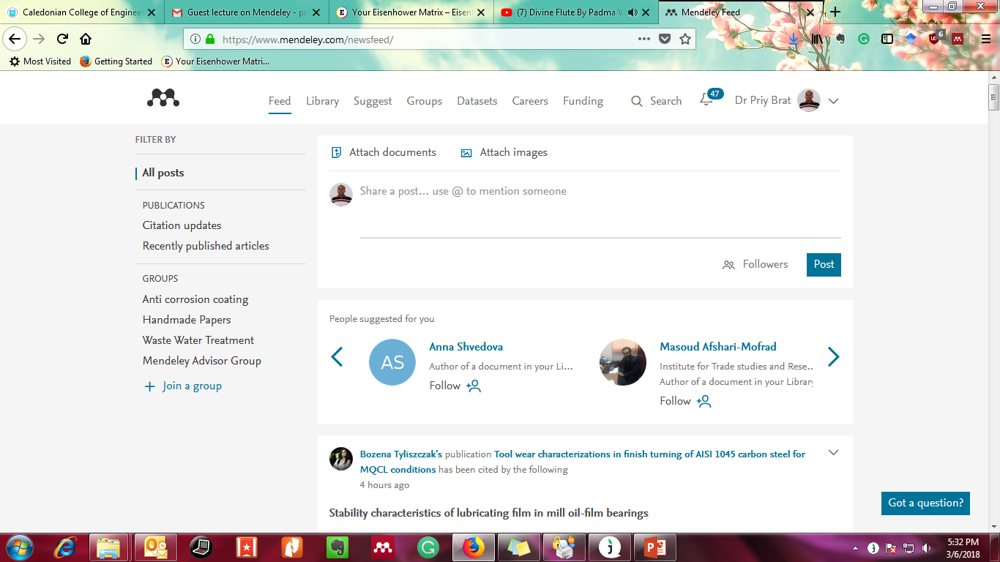 Caledonian College of Engineer
Guest lecture on Mendeley - pr
Your Eisenhower Matrix – Eisen
(7) Divine Flute By Padma Vi
Mendeley Feed
https://www.mendeley.com/newsfeed/
6
Most Visited
Getting Started
Your Eisenhower Matri...
Feed
Library
Suggest
Groups
Datasets
Careers
Funding
Search
47
Dr Priy Brat
FILTER BY
All posts
PUBLICATIONS
Citation updates
Recently published articles
GROUPS
Anti corrosion coating
Handmade Papers
Waste Water Treatment
Mendeley Advisor Group
+ Join a group
Attach documents
Attach images
Share a post... use @ to mention someone
Followers
Post
People suggested for you
AS
Anna Shvedova
Author of a document in your Li...
Follow
Masoud Afshari-Mofrad
Institute for Trade studies and Rese..
Author of a document in your Library
Follow
Bozena Tyliszczak's publication Tool wear characterizations in finish turning of AISI 1045 carbon steel for
MQCL conditions has been cited by the following
4 hours ago
Stability characteristics of lubricating film in mill oil-film bearings
Got a question?
5:32 PM
3/6/2018